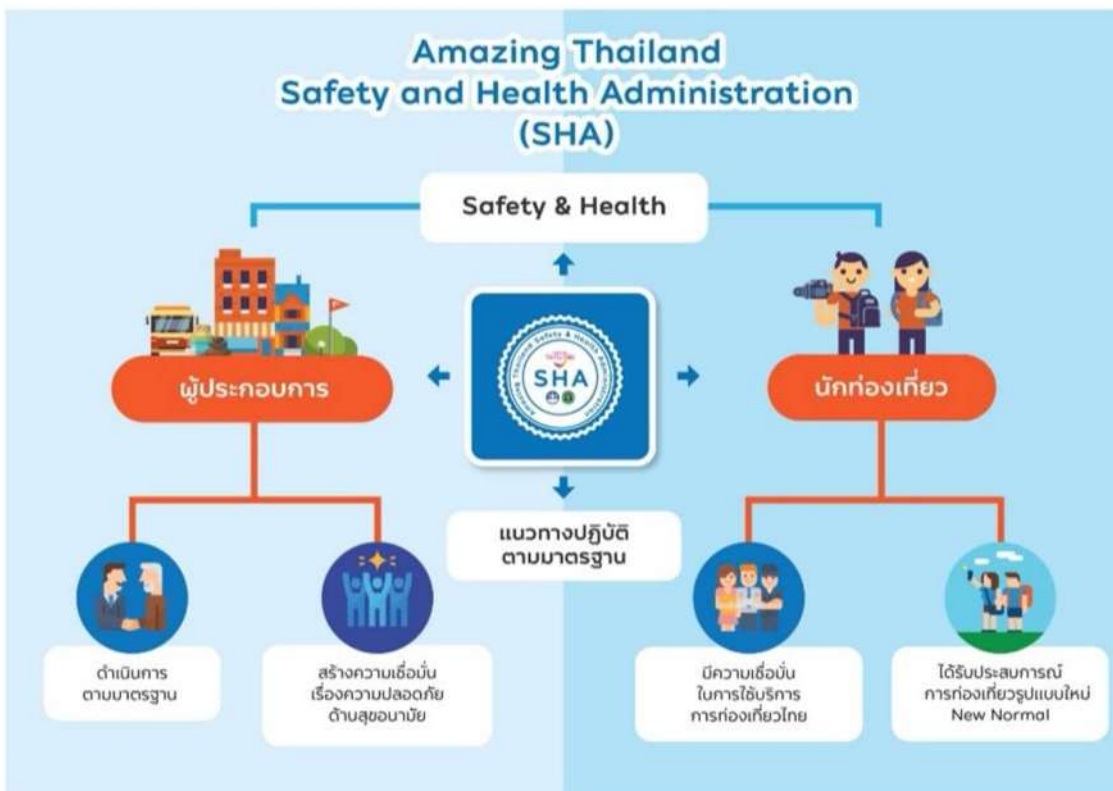 Amazing Thailand
Safety and Health Administration
(SHA)
Safety & Health
Amazing Thailand Safety & Health Administration
SHA
ผู้ประกอบการ
นักท่องเที่ยว
แนวทางปฏิบัติ
ตามมาตรฐาน
ดำเนินการ
ตามมาตรฐาน
สร้างความเชื่อมั่น
เรื่องความปลอดภัย
ด้านสุขอนามัย
มีความเชื่อมั่น
ในการใช้บริการ
การท่องเที่ยวไทย
ได้รับประสบการณ์
การท่องเที่ยวรูปแบบใหม่
New Normal